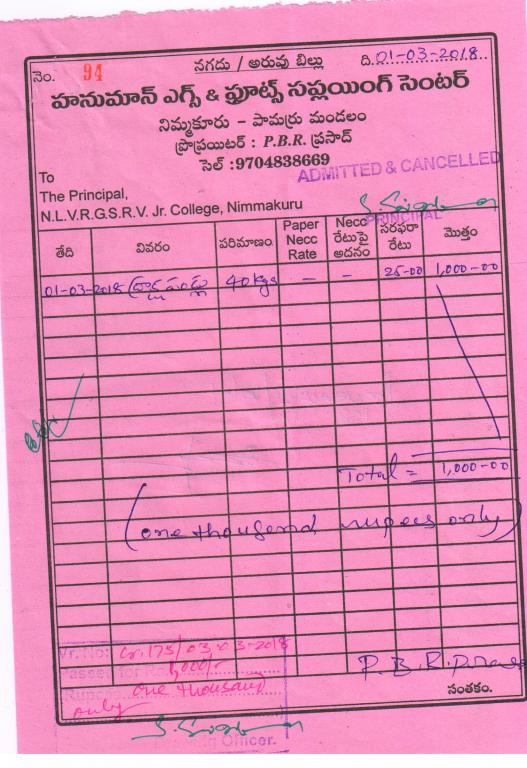 నగదు / అరువు బిల్లు
నెం. 94
ది. 01-03-2018
హనుమాన్ ఎగ్స్ & ఫ్రూట్స్ సప్లయింగ్ సెంటర్
నిమ్మకూరు - పామర్రు మండలం
ప్రొప్రయిటర్ : P.B.R. ప్రసాద్
సెల్ :9704838669
ADMITTED & CANCELLED
To
The Principal,
N.L.V.R.G.S.R.V. Jr. College, Nimmakuru
PRINCIPAL
తేది వివరం పరిమాణం Paper Necc Rate Necc రేటుపై అదనం సరఫరా రేటు మొత్తం
01-03-2018 ద్రాక్షపండ్లు 40 kgs — — 25-00 1,000-00
Total = 1,000-00
(one thousand rupees only)
Vr. No: Cr.175/03.03-2018
Passed for Rs. 1,000/-
Rupees one thousand
only
P. B. R. Prasad
సంతకం.
Officer.